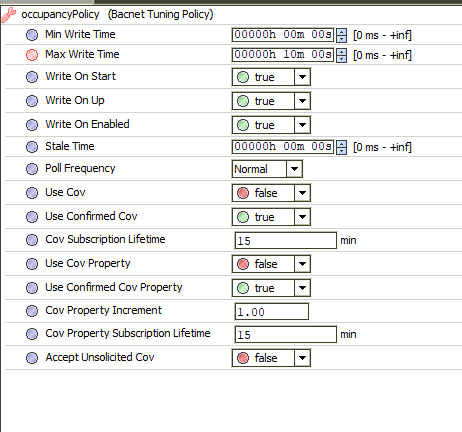 occupancyPolicy (Bacnet Tuning Policy)
Min Write Time 00000h 00m 00s [0 ms - +inf]
Max Write Time 00000h 10m 00s [0 ms - +inf]
Write On Start true
Write On Up true
Write On Enabled true
Stale Time 00000h 00m 00s [0 ms - +inf]
Poll Frequency Normal
Use Cov false
Use Confirmed Cov true
Cov Subscription Lifetime 15 min
Use Cov Property false
Use Confirmed Cov Property true
Cov Property Increment 1.00
Cov Property Subscription Lifetime 15 min
Accept Unsolicited Cov false